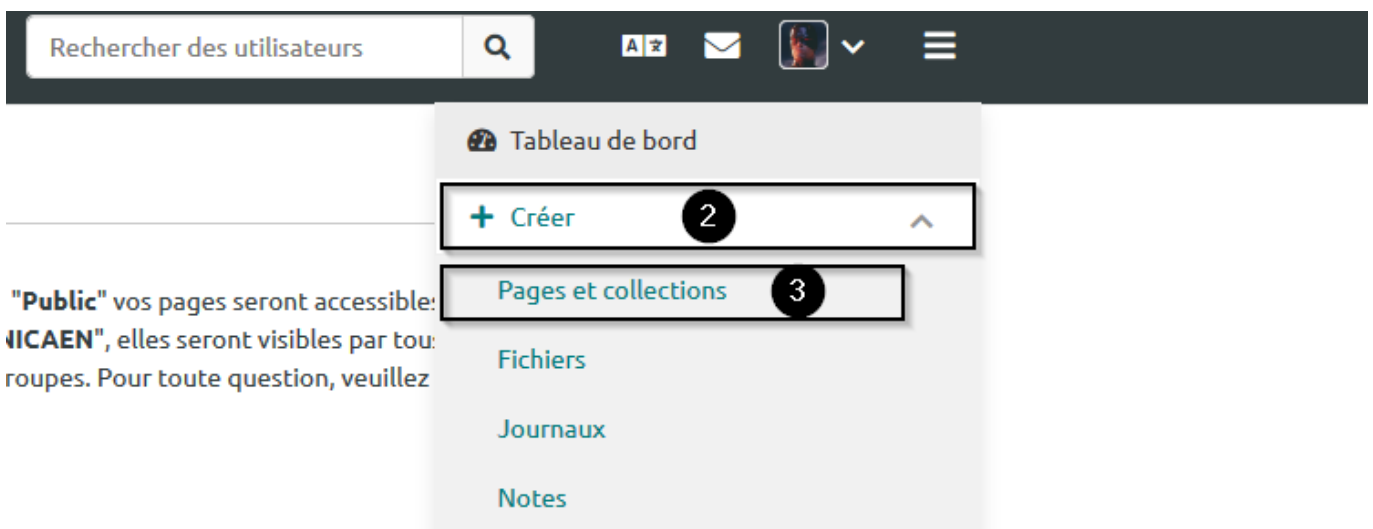 Rechercher des utilisateurs
Tableau de bord
+ Créer 2
Pages et collections 3
"Public" vos pages seront accessibles
NICAEN", elles seront visibles par tou
roupes. Pour toute question, veuillez
Fichiers
Journaux
Notes